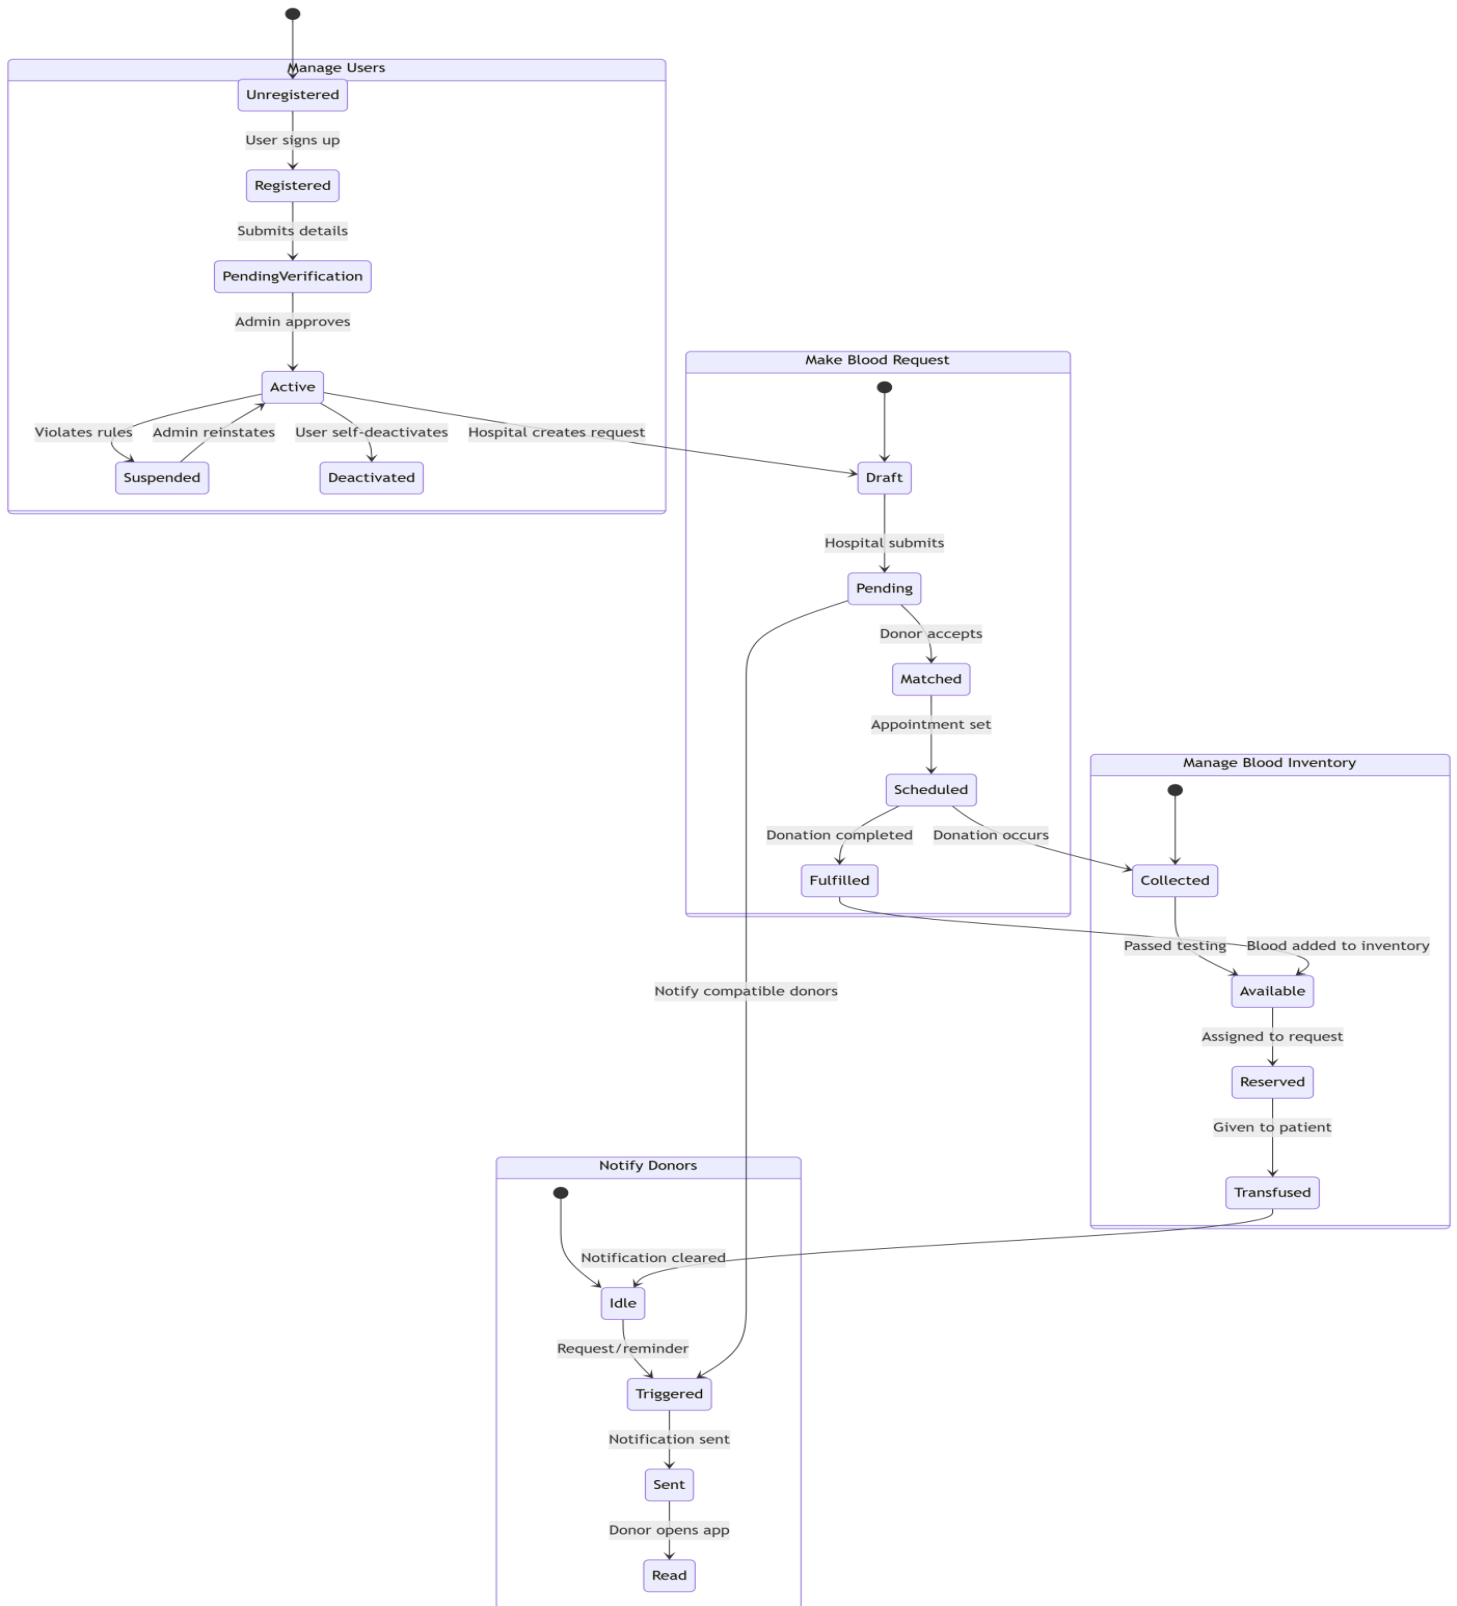 Manage Users
Unregistered
User signs up
Registered
Submits details
PendingVerification
Admin approves
Active
Violates rules
Admin reinstates
User self-deactivates
Hospital creates request
Suspended
Deactivated
Make Blood Request
Draft
Hospital submits
Pending
Donor accepts
Matched
Appointment set
Scheduled
Donation completed
Donation occurs
Fulfilled
Manage Blood Inventory
Collected
Passed testing
Blood added to inventory
Available
Notify compatible donors
Assigned to request
Reserved
Given to patient
Transfused
Notify Donors
Notification cleared
Idle
Request/reminder
Triggered
Notification sent
Sent
Donor opens app
Read